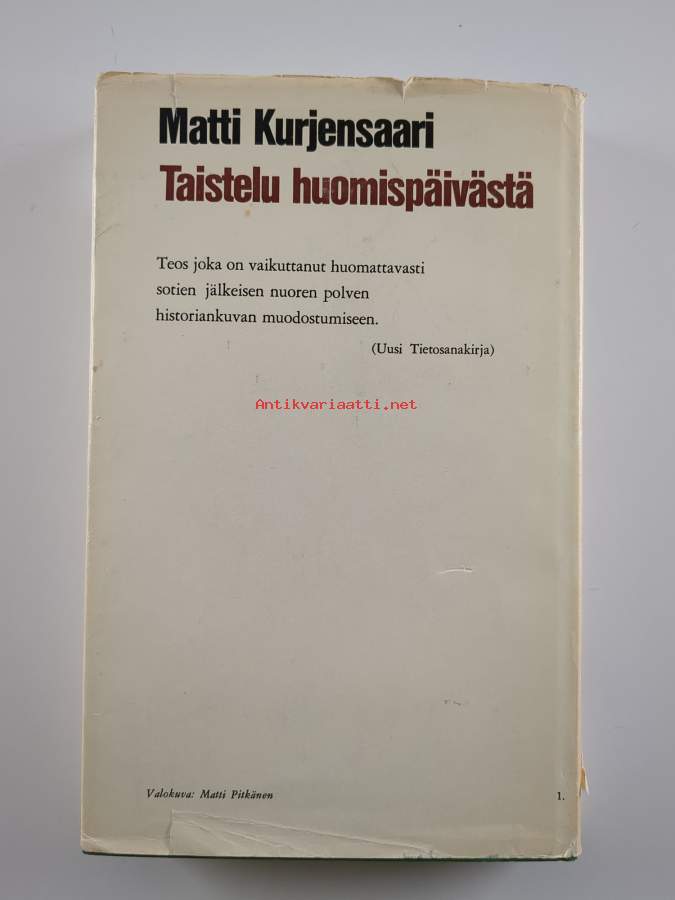 Matti Kurjensaari
Taistelu huomispäivästä
Teos joka on vaikuttanut huomattavasti
sotien jälkeisen nuoren polven
historiankuvan muodostumiseen.
(Uusi Tietosanakirja)
Antikvariaatti.net
Valokuva: Matti Pitkänen
1.